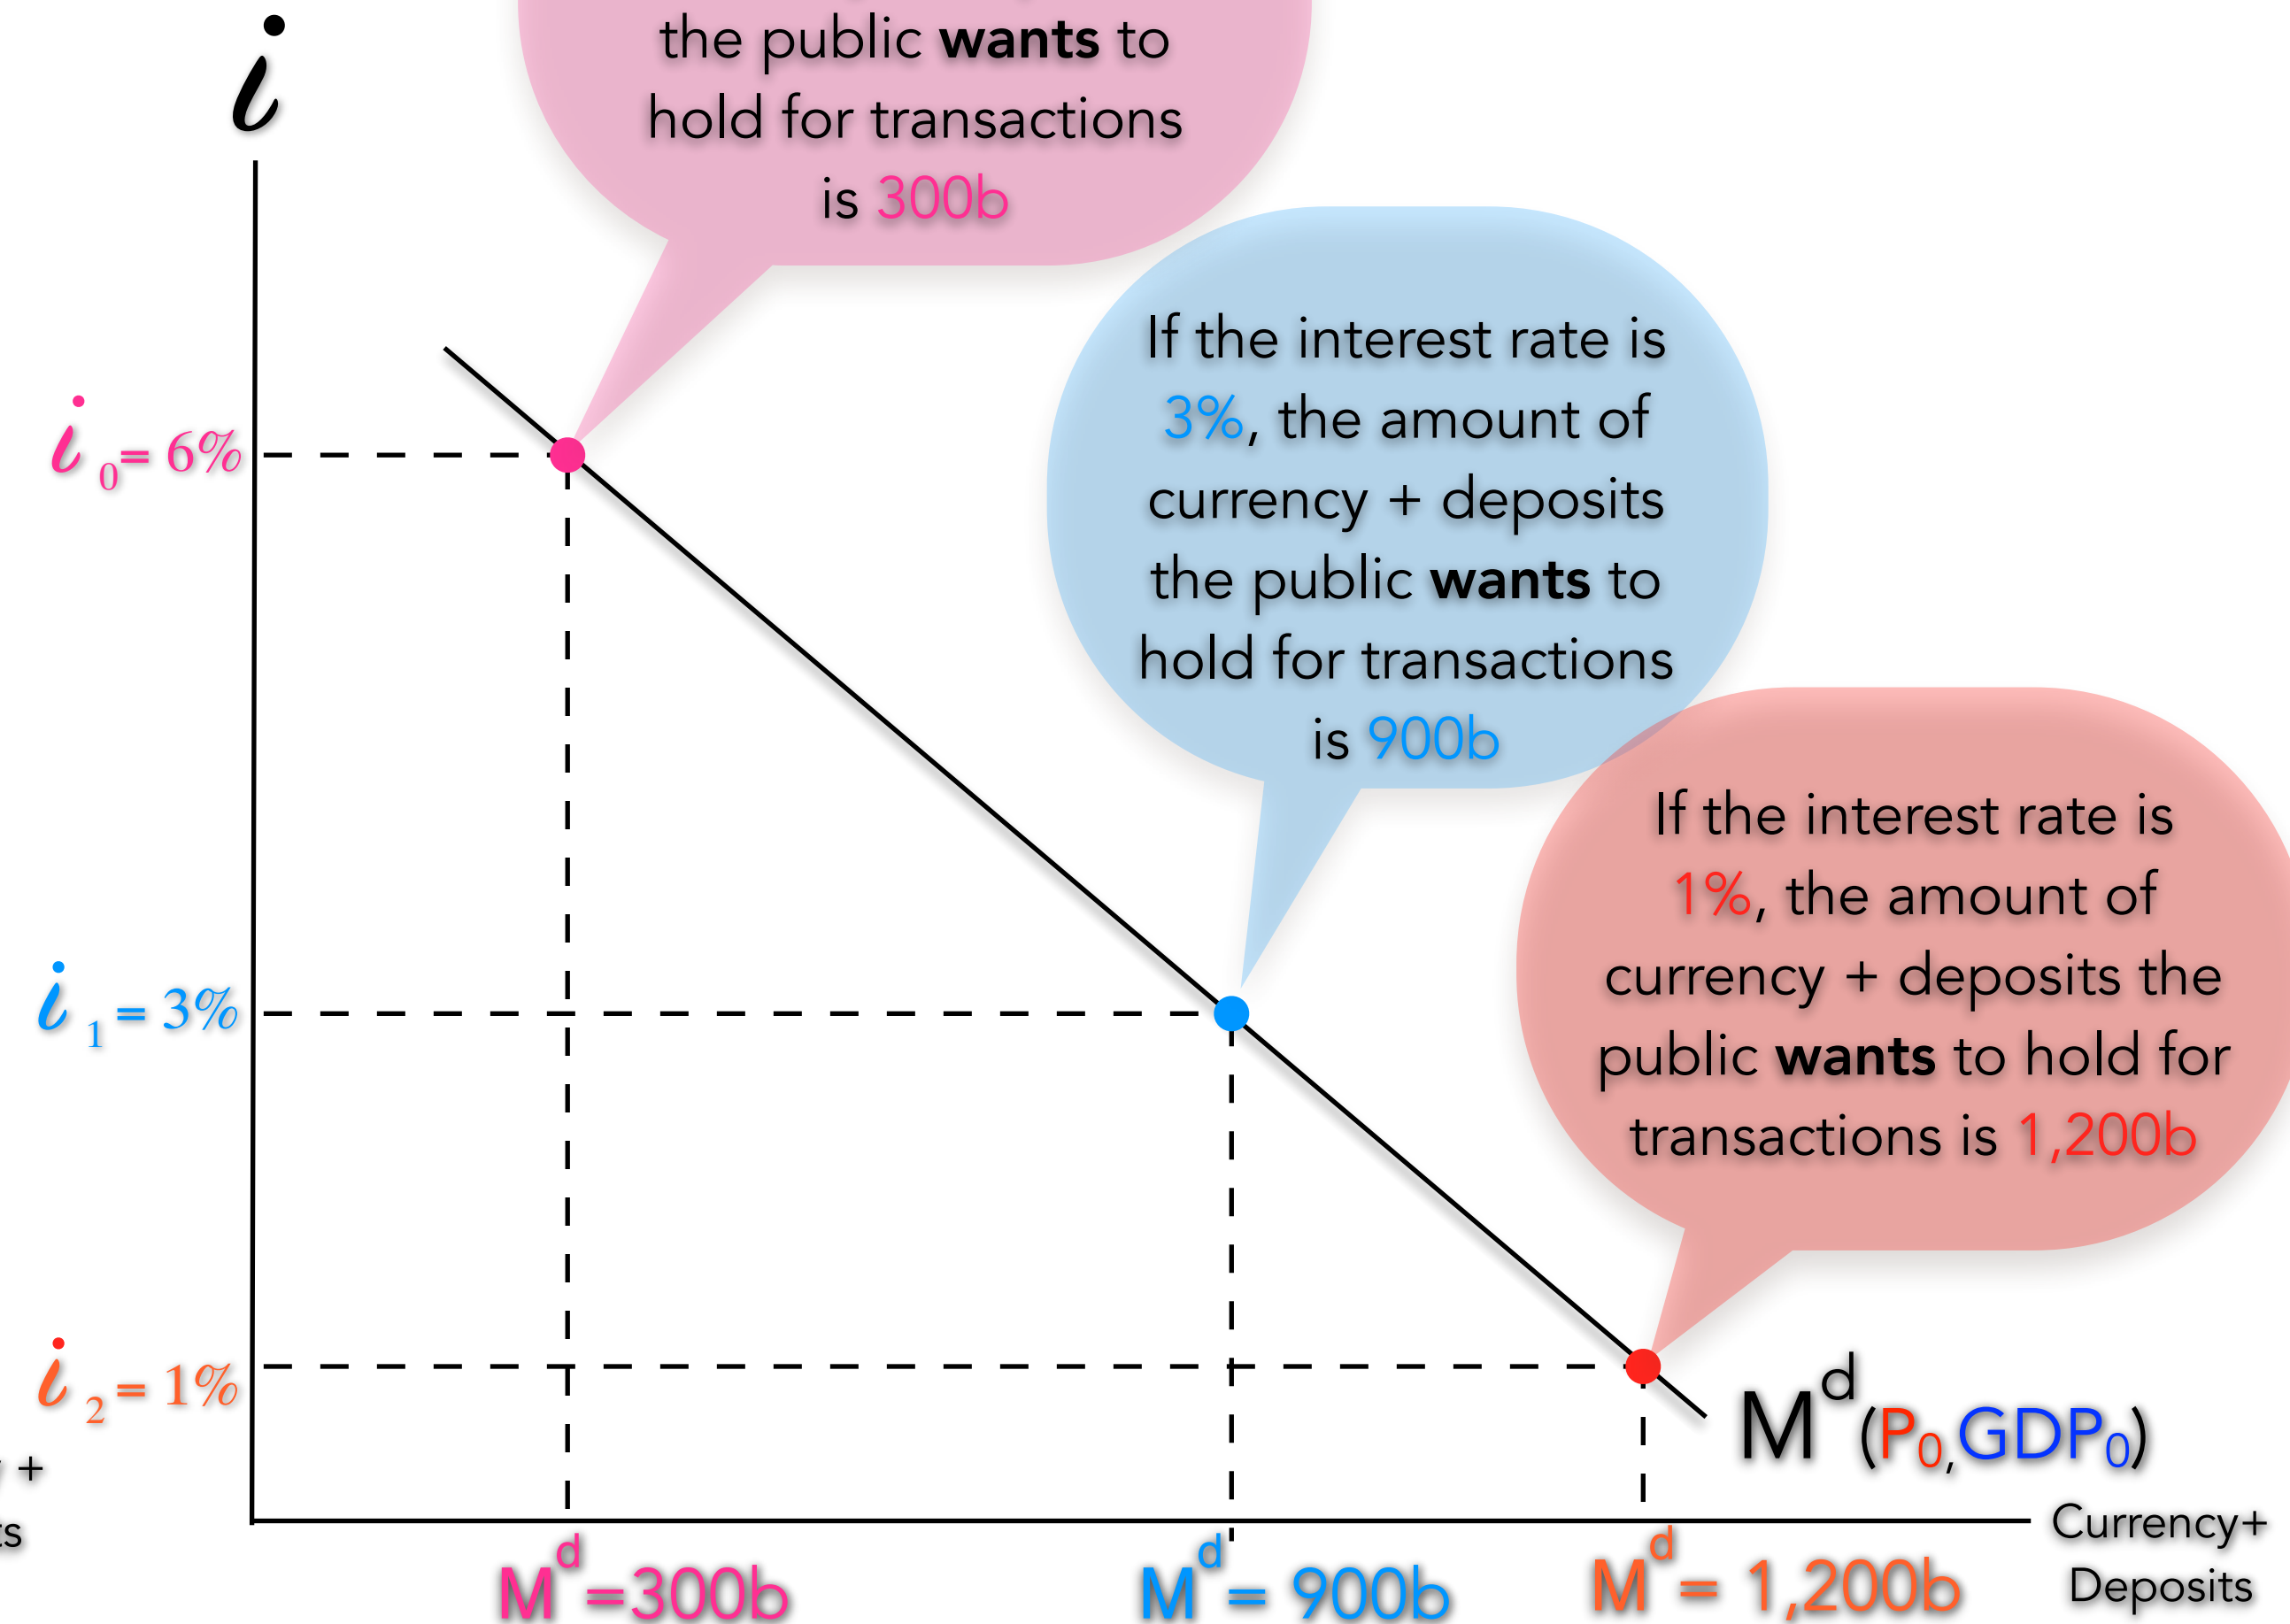 i
the public wants to
hold for transactions
is 300b
If the interest rate is
3%, the amount of
currency + deposits
the public wants to
hold for transactions
is 900b
If the interest rate is
1%, the amount of
currency + deposits the
public wants to hold for
transactions is 1,200b
i0= 6%
i1 = 3%
i2 = 1%
+
Md(P0,GDP0)
Currency+
Deposits
Md=300b
Md= 900b
Md= 1,200b